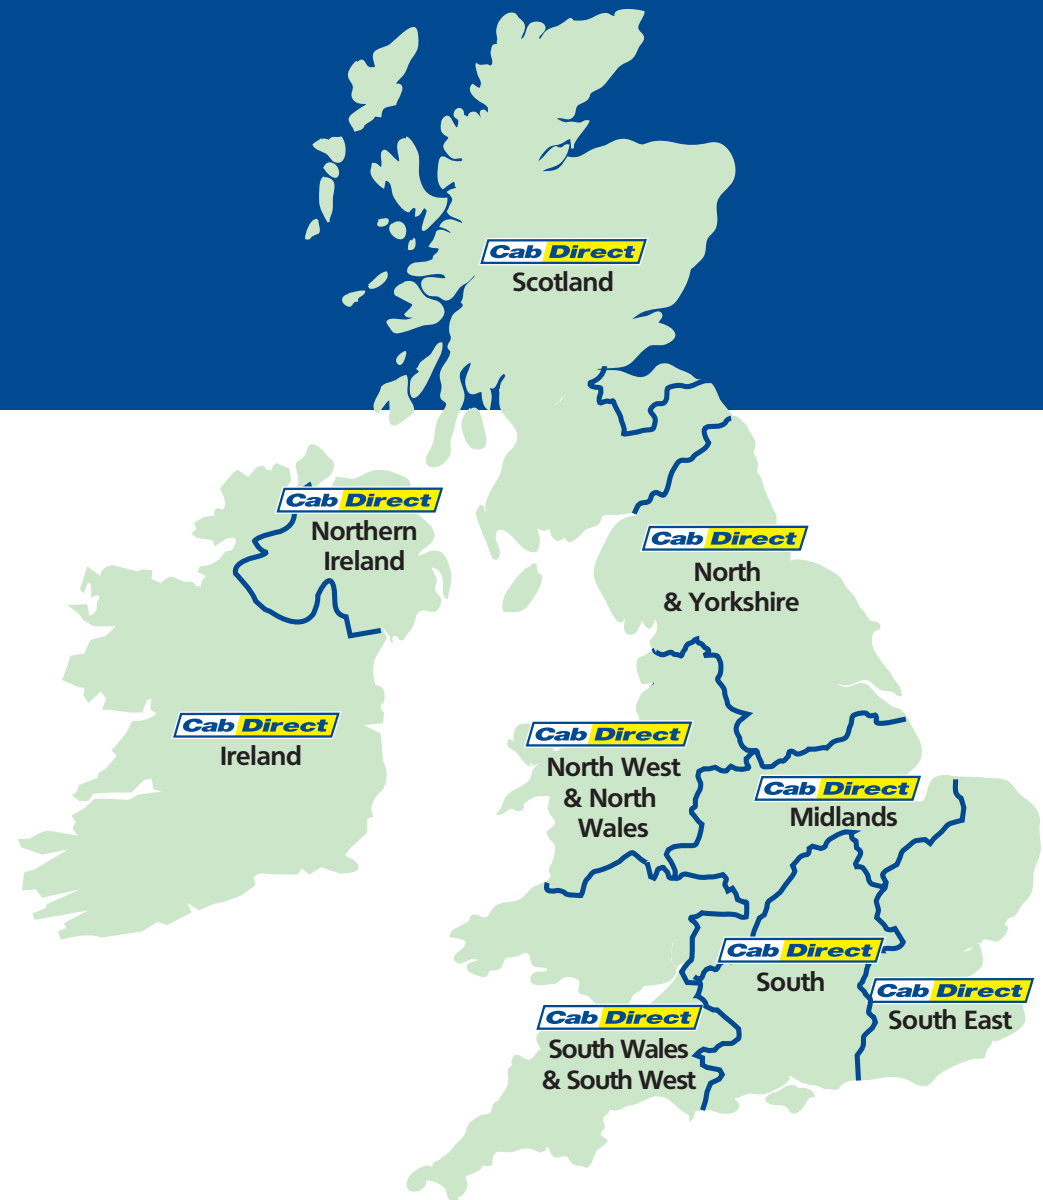 Cab Direct
Scotland
Cab Direct
Northern
Ireland
Cab Direct
North
& Yorkshire
Cab Direct
Ireland
Cab Direct
North West
& North
Wales
Cab Direct
Midlands
Cab Direct
South
Cab Direct
South East
Cab Direct
South Wales
& South West